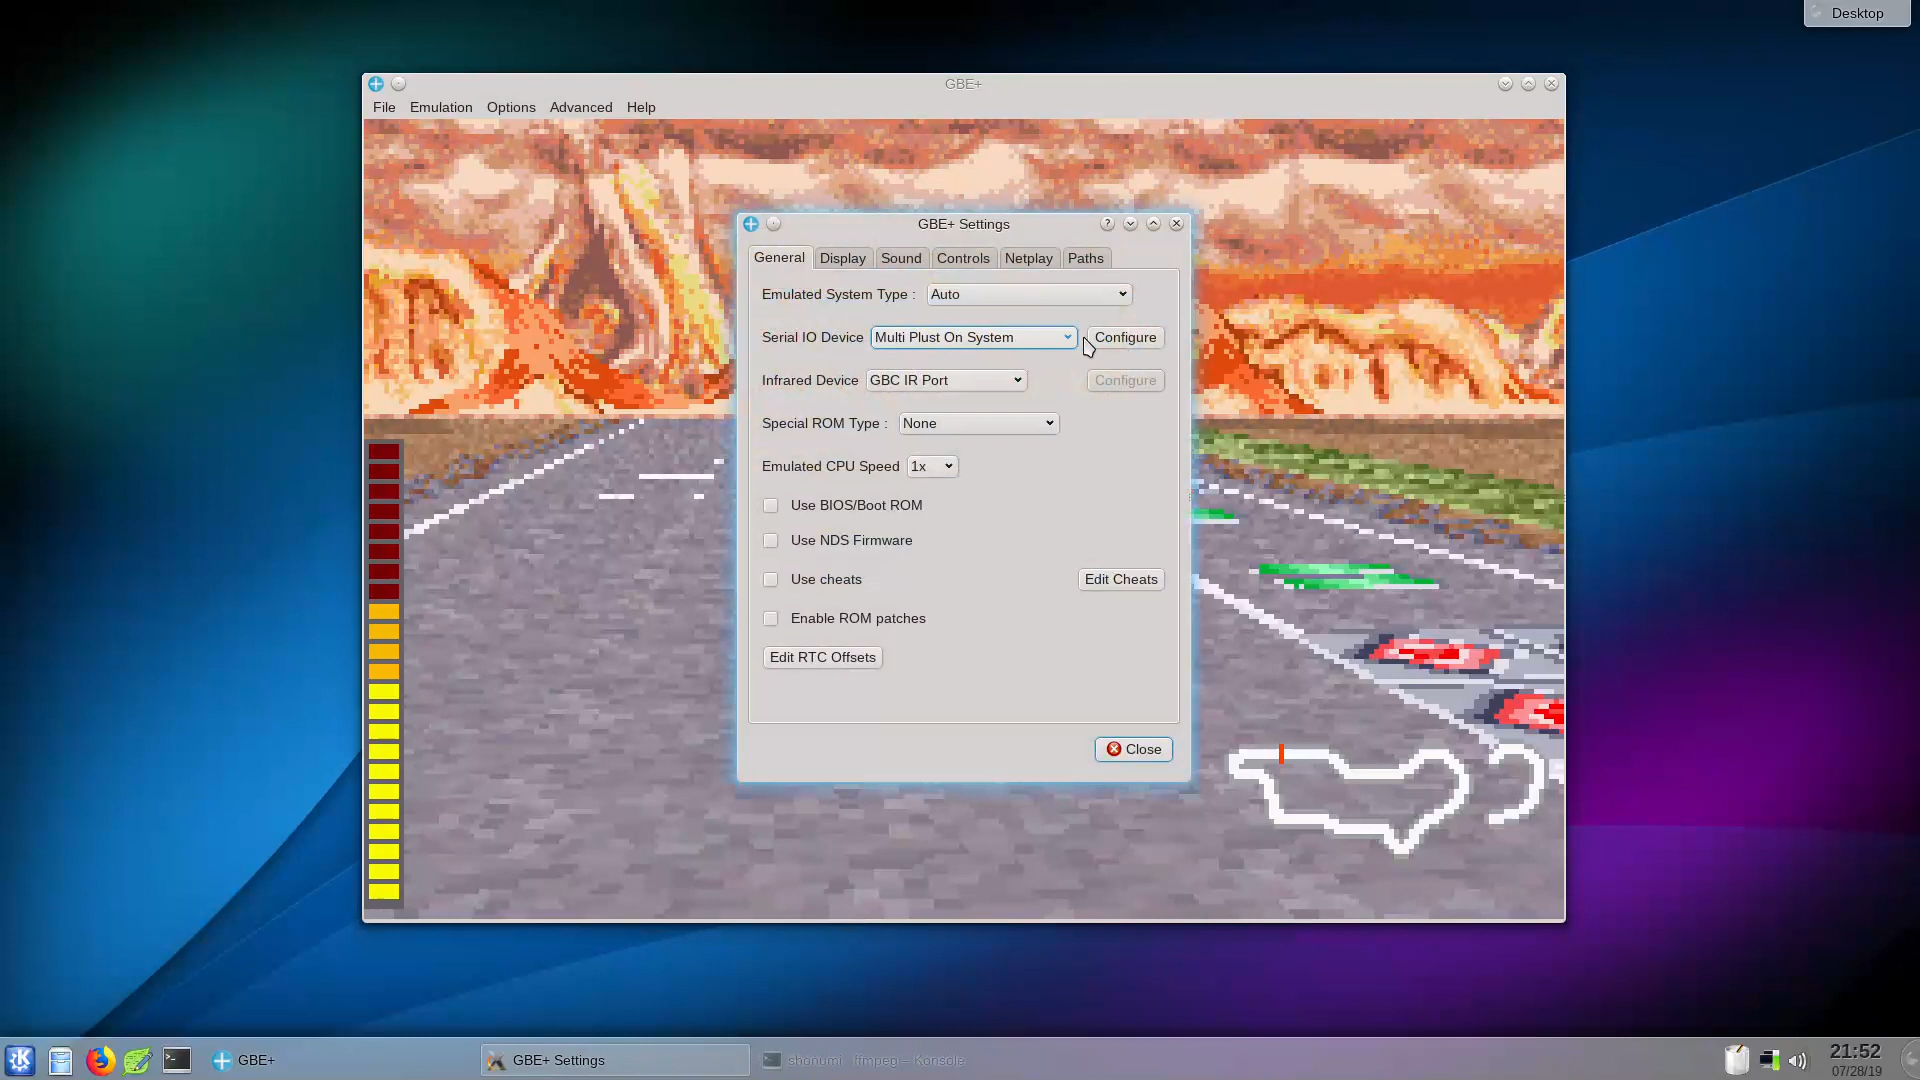 Desktop
GBE+
File Emulation Options Advanced Help
GBE+ Settings
General Display Sound Controls Netplay Paths
Emulated System Type : Auto
Serial IO Device Multi Plust On System Configure
Infrared Device GBC IR Port Configure
Special ROM Type : None
Emulated CPU Speed 1x
Use BIOS/Boot ROM
Use NDS Firmware
Use cheats Edit Cheats
Enable ROM patches
Edit RTC Offsets
Close
GBE+ GBE+ Settings shonumi : ffmpeg – Konsole
21:52
07/28/19